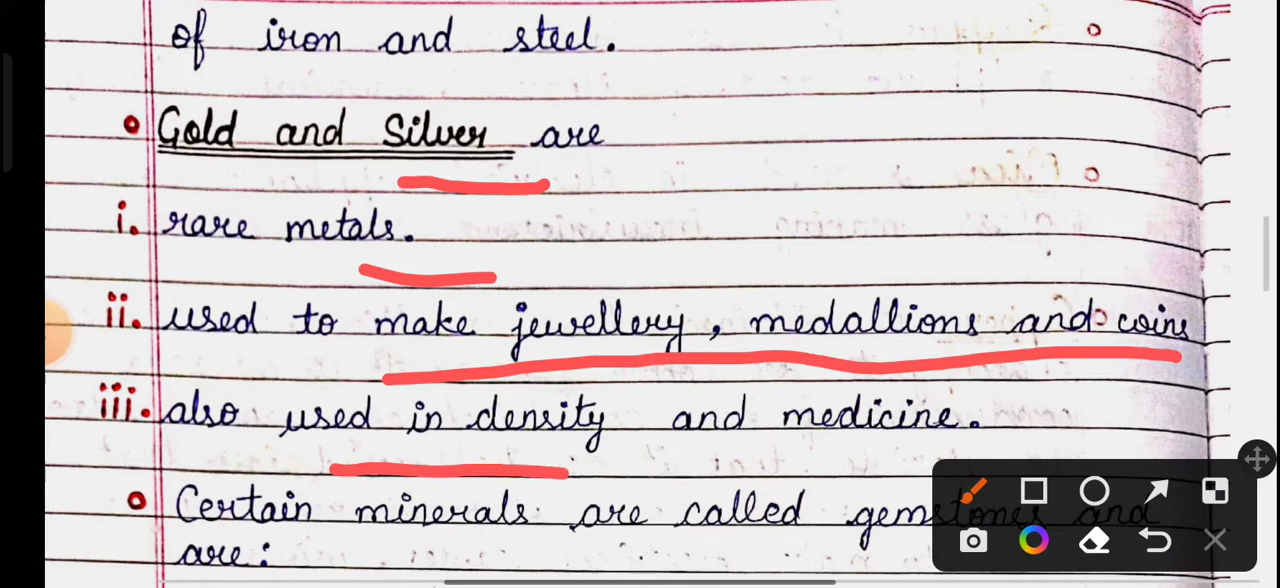 of iron and steel.
Gold and Silver are
i. rare metals.
ii. used to make jewellery, medallions and coins
iii. also used in density and medicine.
Certain minerals are called gemstones and
are: